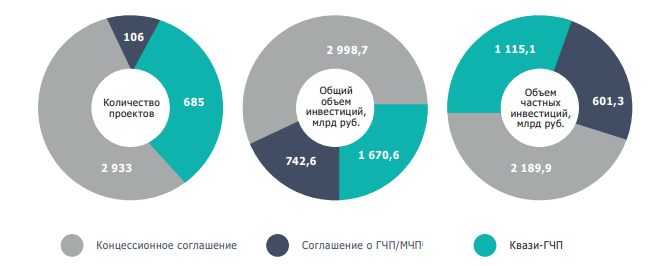 106
685
2 933
Количество
проектов
2 998,7
742,6
1 670,6
Общий
объем
инвестиций,
млрд руб.
1 115,1
601,3
2 189,9
Объем
частных
инвестиций,
млрд руб.
Концессионное соглашение
Соглашение о ГЧП/МЧП
Квази-ГЧП